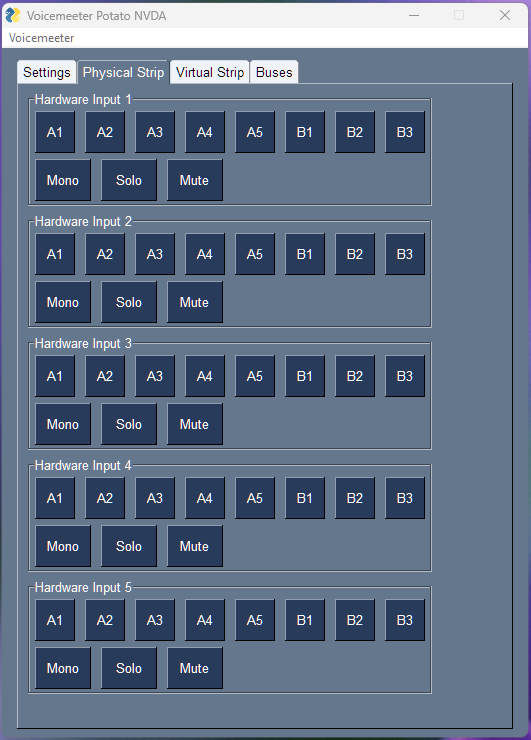 Voicemeeter Potato NVDA
Voicemeeter
Settings Physical Strip Virtual Strip Buses
Hardware Input 1
A1 A2 A3 A4 A5 B1 B2 B3
Mono Solo Mute
Hardware Input 2
A1 A2 A3 A4 A5 B1 B2 B3
Mono Solo Mute
Hardware Input 3
A1 A2 A3 A4 A5 B1 B2 B3
Mono Solo Mute
Hardware Input 4
A1 A2 A3 A4 A5 B1 B2 B3
Mono Solo Mute
Hardware Input 5
A1 A2 A3 A4 A5 B1 B2 B3
Mono Solo Mute